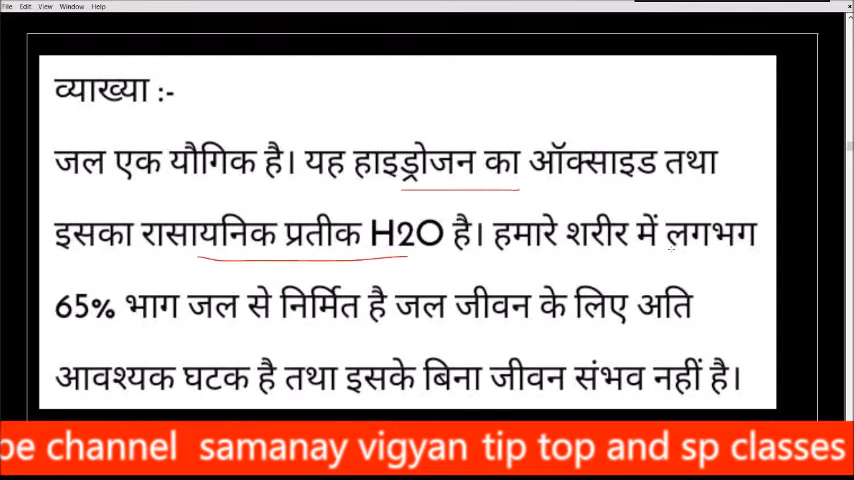 File Edit View Window Help
व्याख्या :-
जल एक यौगिक है। यह हाइड्रोजन का ऑक्साइड तथा
इसका रासायनिक प्रतीक H2O है। हमारे शरीर में लगभग
65% भाग जल से निर्मित है जल जीवन के लिए अति
आवश्यक घटक है तथा इसके बिना जीवन संभव नहीं है।
be channel samanay vigyan tip top and sp classes